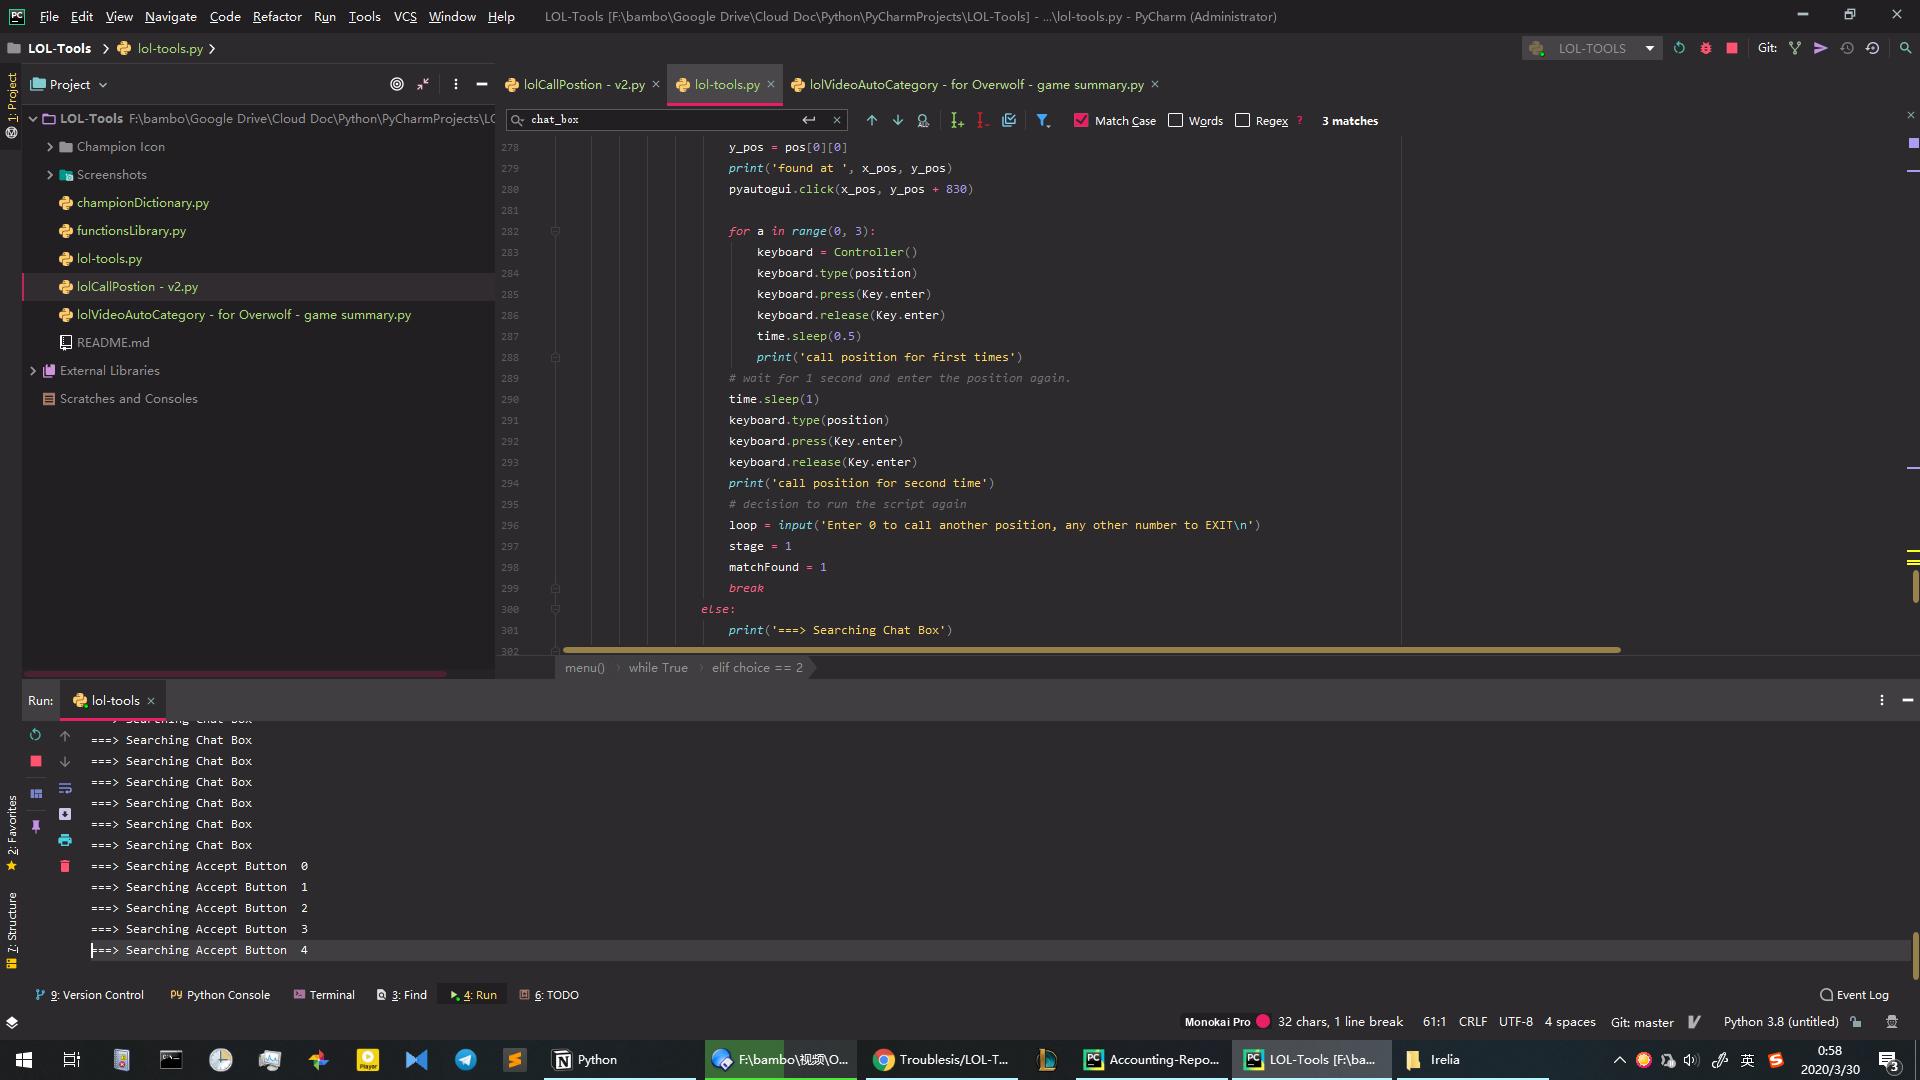 File Edit View Navigate Code Refactor Run Tools VCS Window Help LOL-Tools [F:\bambo\Google Drive\Cloud Doc\Python\PyCharmProjects\LOL-Tools] - ...\lol-tools.py - PyCharm (Administrator)
LOL-Tools lol-tools.py LOL-TOOLS Git:
Project
lolCallPostion - v2.py lol-tools.py lolVideoAutoCategory - for Overwolf - game summary.py
1: Project
LOL-Tools F:\bambo\Google Drive\Cloud Doc\Python\PyCharmProjects\LO
Champion Icon
Screenshots
championDictionary.py
functionsLibrary.py
lol-tools.py
lolCallPostion - v2.py
lolVideoAutoCategory - for Overwolf - game summary.py
README.md
External Libraries
Scratches and Consoles
chat_box Match Case Words Regex ? 3 matches
278 y_pos = pos[0][0]
279 print('found at ', x_pos, y_pos)
280 pyautogui.click(x_pos, y_pos + 830)
281
282 for a in range(0, 3):
283 keyboard = Controller()
284 keyboard.type(position)
285 keyboard.press(Key.enter)
286 keyboard.release(Key.enter)
287 time.sleep(0.5)
288 print('call position for first times')
289 # wait for 1 second and enter the position again.
290 time.sleep(1)
291 keyboard.type(position)
292 keyboard.press(Key.enter)
293 keyboard.release(Key.enter)
294 print('call position for second time')
295 # decision to run the script again
296 loop = input('Enter 0 to call another position, any other number to EXIT\n')
297 stage = 1
298 matchFound = 1
299 break
300 else:
301 print('===> Searching Chat Box')
302
menu() while True elif choice == 2
Run: lol-tools
===> Searching Chat Box
===> Searching Chat Box
===> Searching Chat Box
===> Searching Chat Box
===> Searching Chat Box
===> Searching Chat Box
===> Searching Chat Box
===> Searching Accept Button 0
===> Searching Accept Button 1
===> Searching Accept Button 2
===> Searching Accept Button 3
===> Searching Accept Button 4
2: Favorites
7: Structure
9: Version Control Python Console Terminal 3: Find 4: Run 6: TODO Event Log
Monokai Pro 32 chars, 1 line break 61:1 CRLF UTF-8 4 spaces Git: master Python 3.8 (untitled)
Python F:\bambo\视频\O... Troublesis/LOL-T... Accounting-Repo... LOL-Tools [F:\ba... Irelia 英 0:58
2020/3/30 3